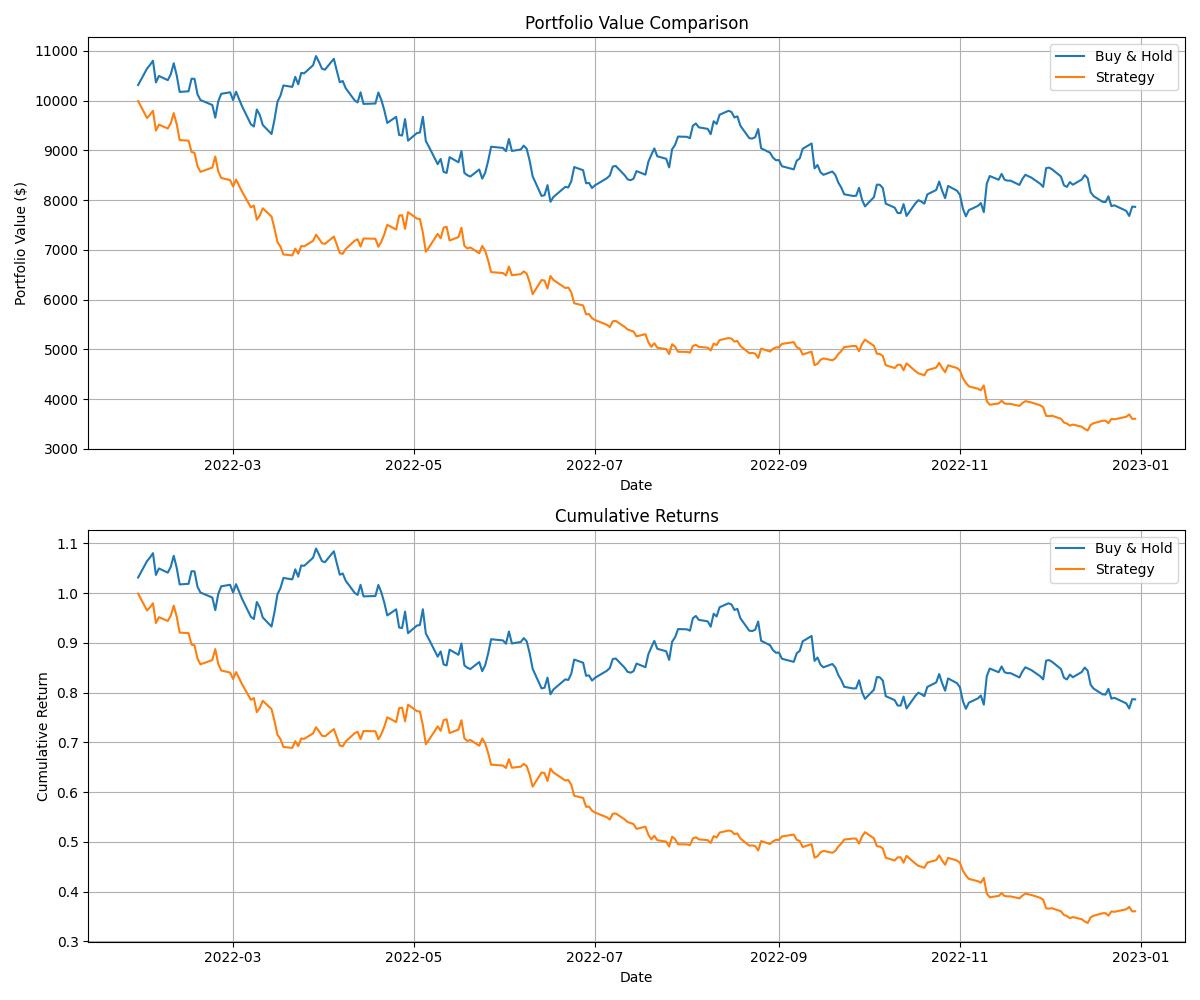 Portfolio Value Comparison
11000
10000
9000
8000
7000
6000
5000
4000
3000
Portfolio Value ($)
Buy & Hold
Strategy
2022-03 2022-05 2022-07 2022-09 2022-11 2023-01
Date
Cumulative Returns
1.1
1.0
0.9
0.8
0.7
0.6
0.5
0.4
0.3
Cumulative Return
Buy & Hold
Strategy
2022-03 2022-05 2022-07 2022-09 2022-11 2023-01
Date